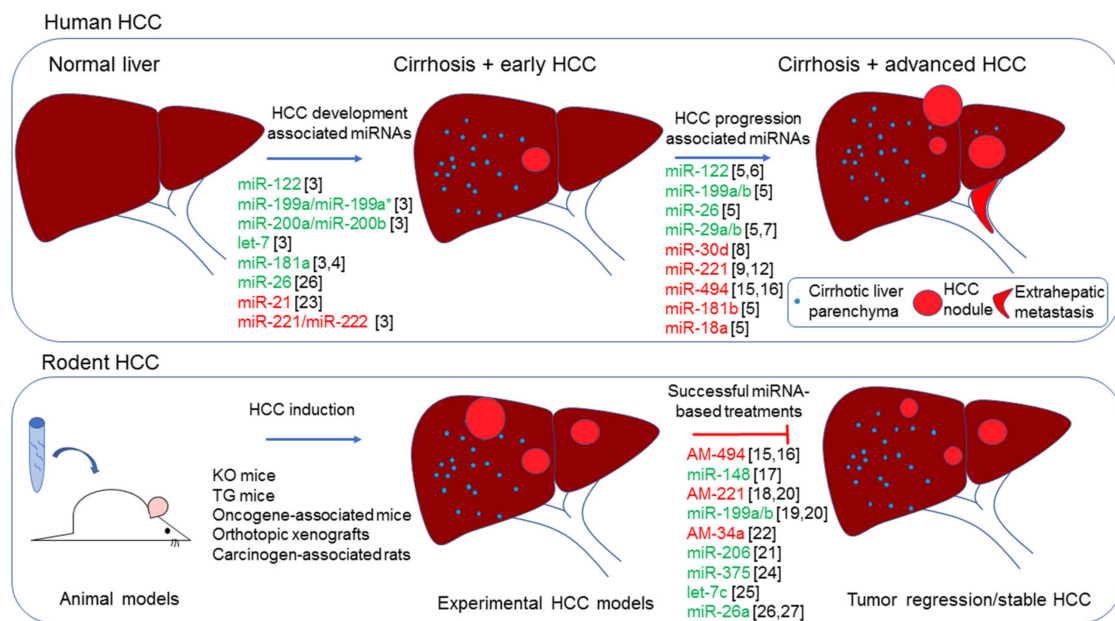 Human HCC
Normal liver
Cirrhosis + early HCC
Cirrhosis + advanced HCC
HCC development
associated miRNAs
miR-122 [3]
miR-199a/miR-199a* [3]
miR-200a/miR-200b [3]
let-7 [3]
miR-181a [3,4]
miR-26 [26]
miR-21 [23]
miR-221/miR-222 [3]
HCC progression
associated miRNAs
miR-122 [5,6]
miR-199a/b [5]
miR-26 [5]
miR-29a/b [5,7]
miR-30d [8]
miR-221 [9,12]
miR-494 [15,16]
miR-181b [5]
miR-18a [5]
Cirrhotic liver
parenchyma
HCC
nodule
Extrahepatic
metastasis
Rodent HCC
HCC induction
KO mice
TG mice
Oncogene-associated mice
Orthotopic xenografts
Carcinogen-associated rats
Animal models
Experimental HCC models
Successful miRNA-
based treatments
AM-494 [15,16]
miR-148 [17]
AM-221 [18,20]
miR-199a/b [19,20]
AM-34a [22]
miR-206 [21]
miR-375 [24]
let-7c [25]
miR-26a [26,27]
Tumor regression/stable HCC